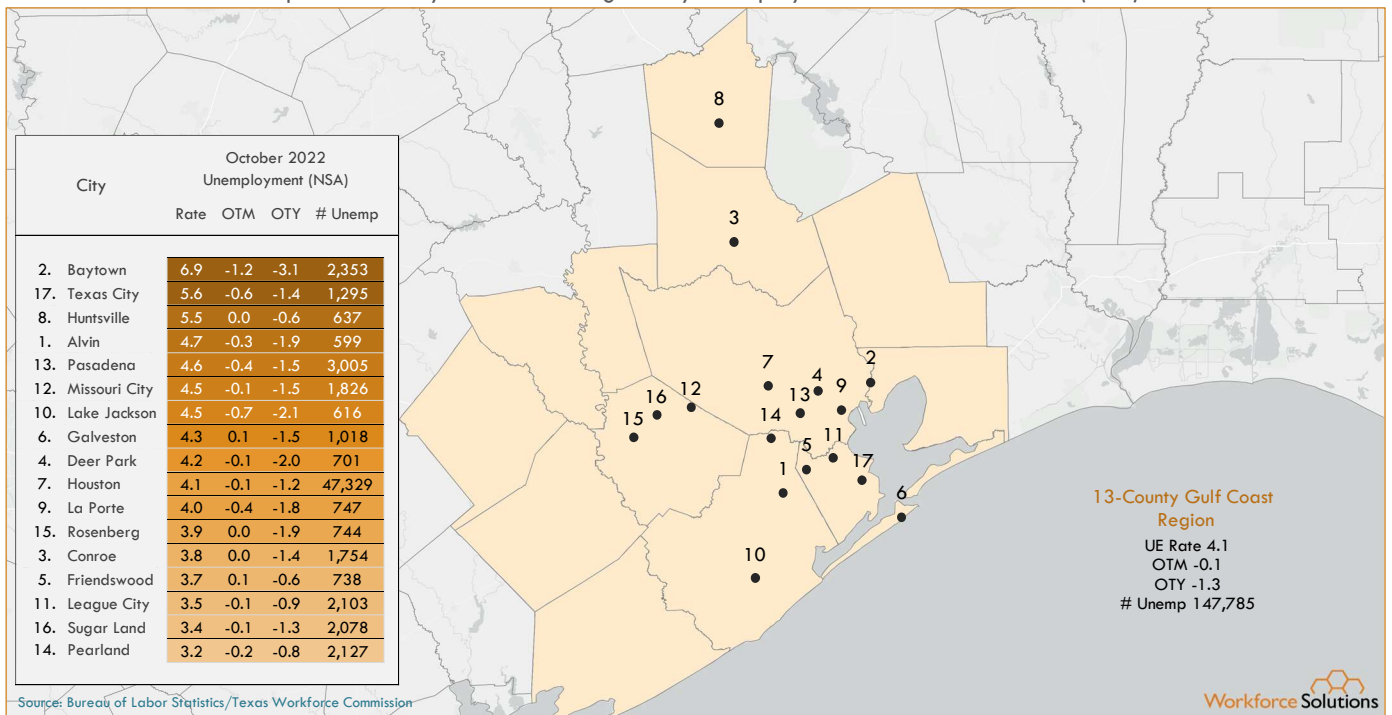 October 2022
City Unemployment (NSA)
Rate OTM OTY # Unemp
2. Baytown 6.9 -1.2 -3.1 2,353
17. Texas City 5.6 -0.6 -1.4 1,295
8. Huntsville 5.5 0.0 -0.6 637
1. Alvin 4.7 -0.3 -1.9 599
13. Pasadena 4.6 -0.4 -1.5 3,005
12. Missouri City 4.5 -0.1 -1.5 1,826
10. Lake Jackson 4.5 -0.7 -2.1 616
6. Galveston 4.3 0.1 -1.5 1,018
4. Deer Park 4.2 -0.1 -2.0 701
7. Houston 4.1 -0.1 -1.2 47,329
9. La Porte 4.0 -0.4 -1.8 747
15. Rosenberg 3.9 0.0 -1.9 744
3. Conroe 3.8 0.0 -1.4 1,754
5. Friendswood 3.7 0.1 -0.6 738
11. League City 3.5 -0.1 -0.9 2,103
16. Sugar Land 3.4 -0.1 -1.3 2,078
14. Pearland 3.2 -0.2 -0.8 2,127
Source: Bureau of Labor Statistics/Texas Workforce Commission
8
3
7
4
2
16
12
13
9
15
14
11
5
1
17
6
10
13-County Gulf Coast
Region
UE Rate 4.1
OTM -0.1
OTY -1.3
# Unemp 147,785
Workforce Solutions